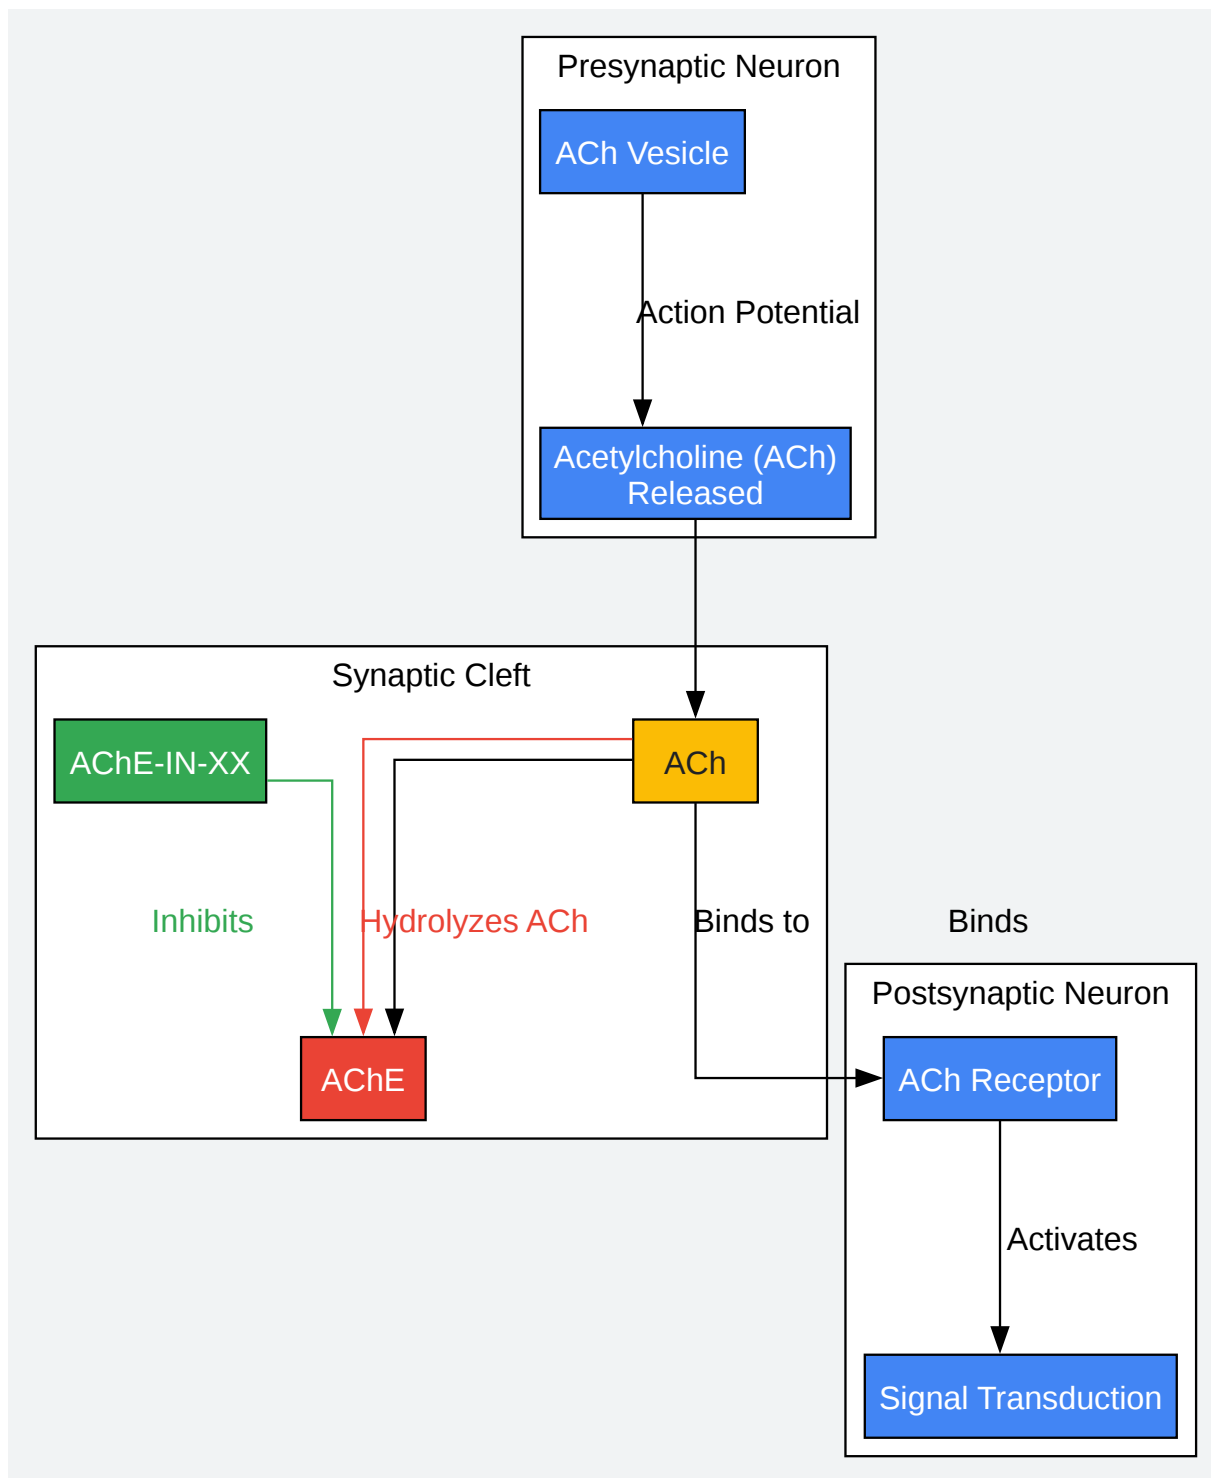 Presynaptic Neuron
ACh Vesicle
Action Potential
Acetylcholine (ACh)
Released
Synaptic Cleft
AChE-IN-XX
ACh
Inhibits
Hydrolyzes ACh
Binds to
Binds
Postsynaptic Neuron
AChE
ACh Receptor
Activates
Signal Transduction